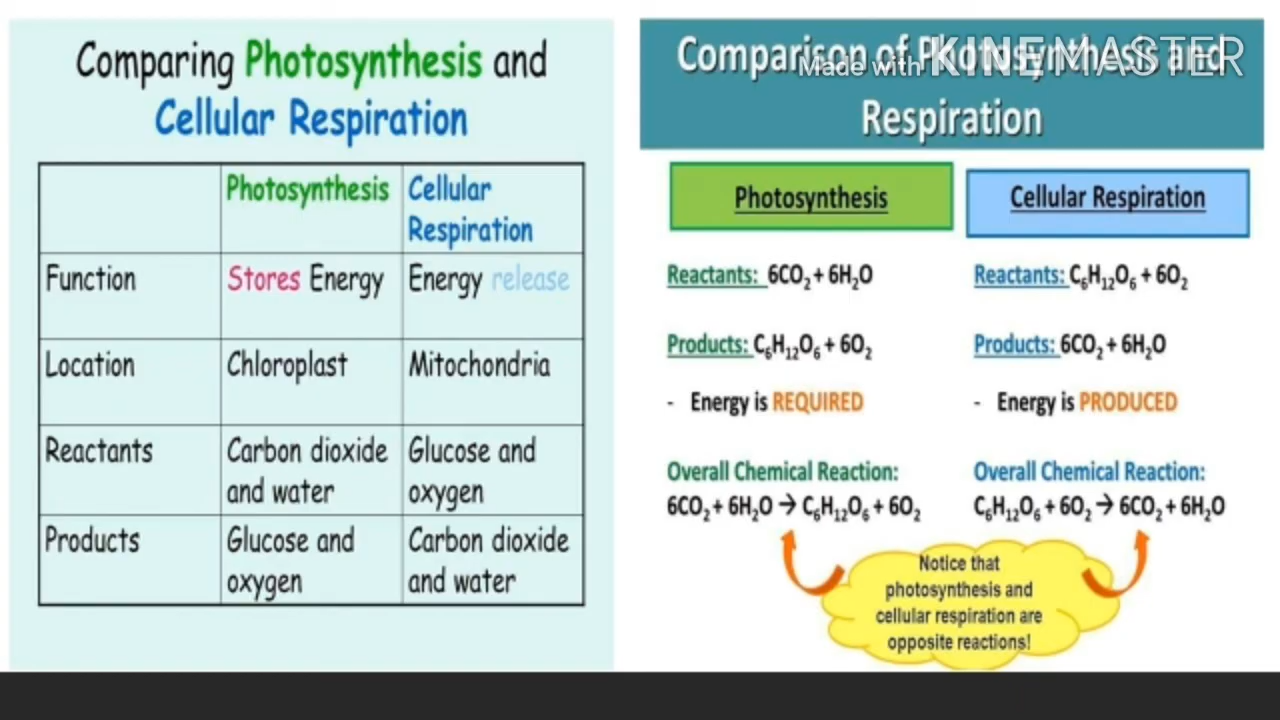 Comparing Photosynthesis and
Cellular Respiration
Photosynthesis
Cellular
Respiration
Function
Stores Energy
Energy release
Location
Chloroplast
Mitochondria
Reactants
Carbon dioxide
and water
Glucose and
oxygen
Products
Glucose and
oxygen
Carbon dioxide
and water
Comparison of Photosynthesis and
Respiration
Made with KINEMASTER
Photosynthesis
Reactants: 6CO₂ + 6H₂O
Products: C₆H₁₂O₆ + 6O₂
- Energy is REQUIRED
Overall Chemical Reaction:
6CO₂ + 6H₂O → C₆H₁₂O₆ + 6O₂
Cellular Respiration
Reactants: C₆H₁₂O₆ + 6O₂
Products: 6CO₂ + 6H₂O
- Energy is PRODUCED
Overall Chemical Reaction:
C₆H₁₂O₆ + 6O₂ → 6CO₂ + 6H₂O
Notice that
photosynthesis and
cellular respiration are
opposite reactions!